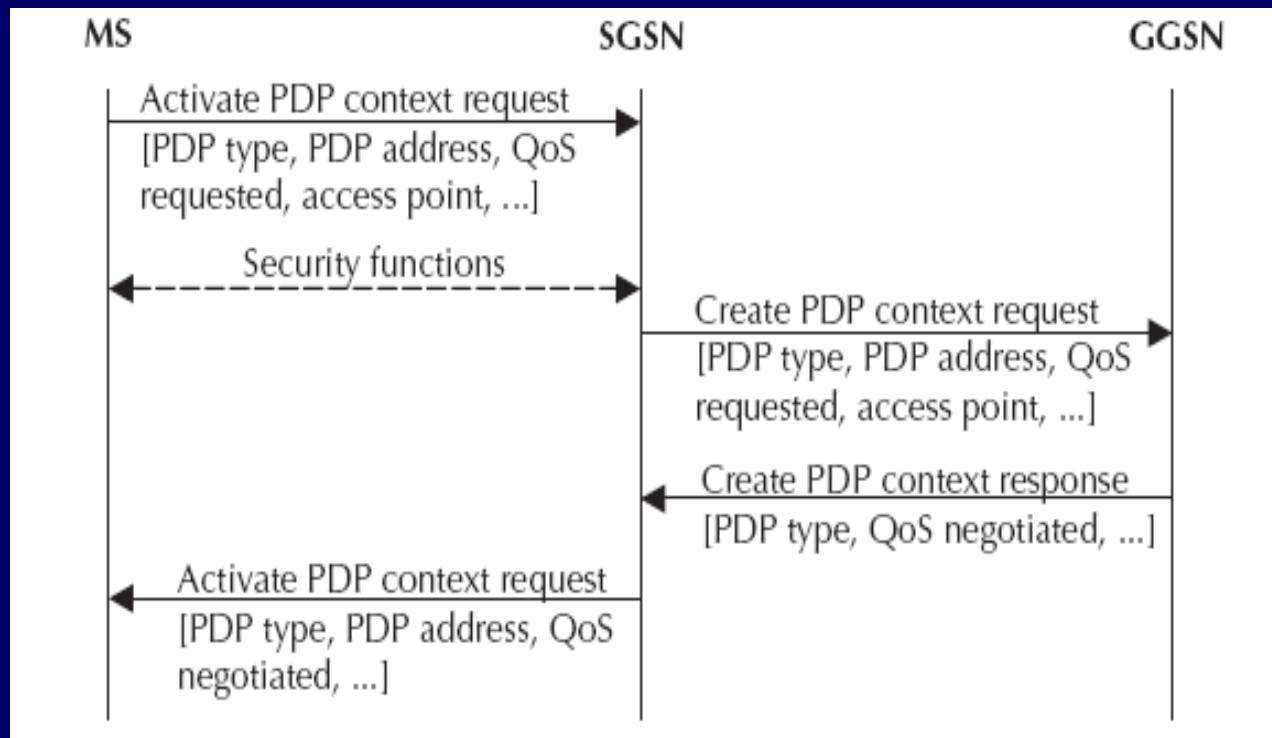 MS SGSN GGSN
Activate PDP context request
[PDP type, PDP address, QoS
requested, access point, ...]
Security functions
Create PDP context request
[PDP type, PDP address, QoS
requested, access point, ...]
Create PDP context response
[PDP type, QoS negotiated, ...]
Activate PDP context request
[PDP type, PDP address, QoS
negotiated, ...]